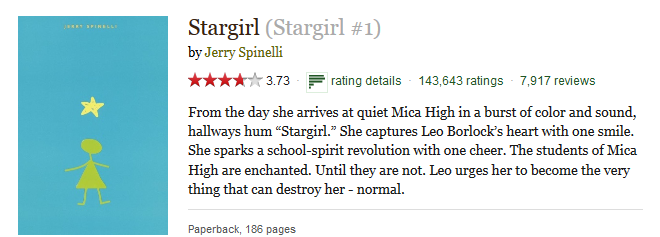 JERRY SPINELLI
Stargirl (Stargirl #1)
by Jerry Spinelli
3.73 · rating details · 143,643 ratings · 7,917 reviews
From the day she arrives at quiet Mica High in a burst of color and sound,
hallways hum “Stargirl.” She captures Leo Borlock’s heart with one smile.
She sparks a school-spirit revolution with one cheer. The students of Mica
High are enchanted. Until they are not. Leo urges her to become the very
thing that can destroy her - normal.
Paperback, 186 pages